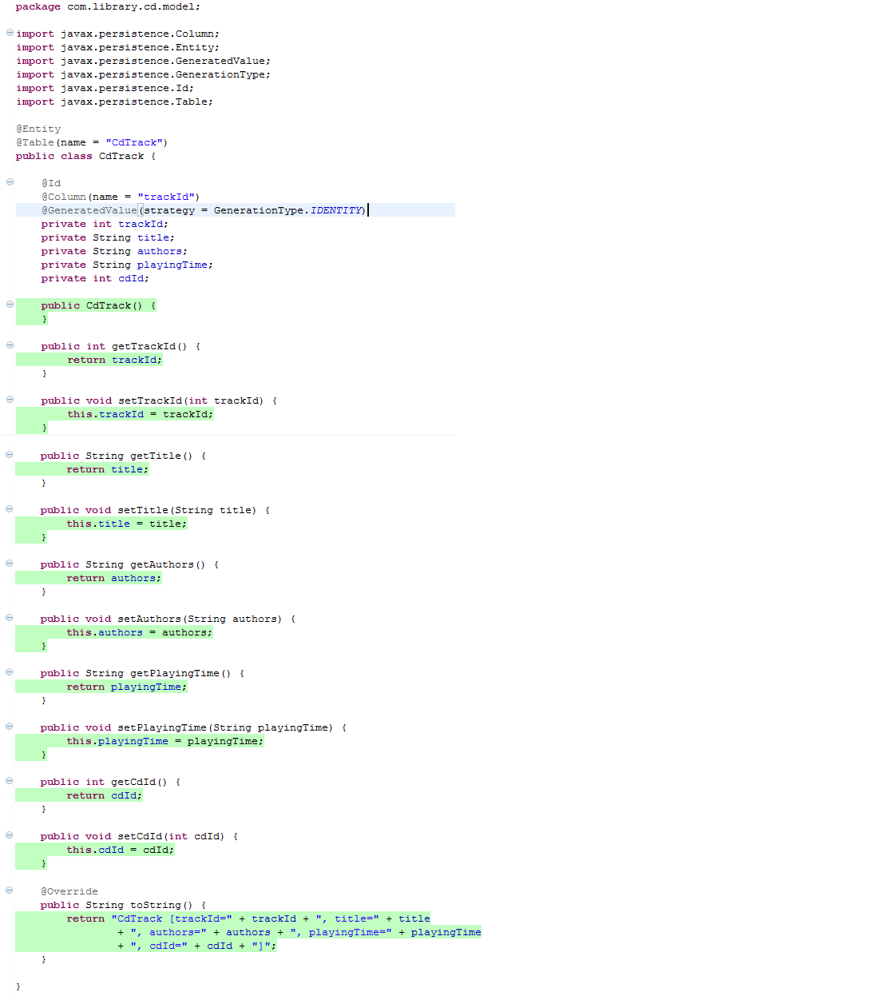 package com.library.cd.model;
import javax.persistence.Column;
import javax.persistence.Entity;
import javax.persistence.GeneratedValue;
import javax.persistence.GenerationType;
import javax.persistence.Id;
import javax.persistence.Table;
@Entity
@Table(name = "CdTrack")
public class CdTrack {
@Id
@Column(name = "trackId")
@GeneratedValue(strategy = GenerationType.IDENTITY)
private int trackId;
private String title;
private String authors;
private String playingTime;
private int cdId;
public CdTrack() {
}
public int getTrackId() {
return trackId;
}
public void setTrackId(int trackId) {
this.trackId = trackId;
}
public String getTitle() {
return title;
}
public void setTitle(String title) {
this.title = title;
}
public String getAuthors() {
return authors;
}
public void setAuthors(String authors) {
this.authors = authors;
}
public String getPlayingTime() {
return playingTime;
}
public void setPlayingTime(String playingTime) {
this.playingTime = playingTime;
}
public int getCdId() {
return cdId;
}
public void setCdId(int cdId) {
this.cdId = cdId;
}
@Override
public String toString() {
return "CdTrack [trackId=" + trackId + ", title=" + title
+ ", authors=" + authors + ", playingTime=" + playingTime
+ ", cdId=" + cdId + "]";
}
}